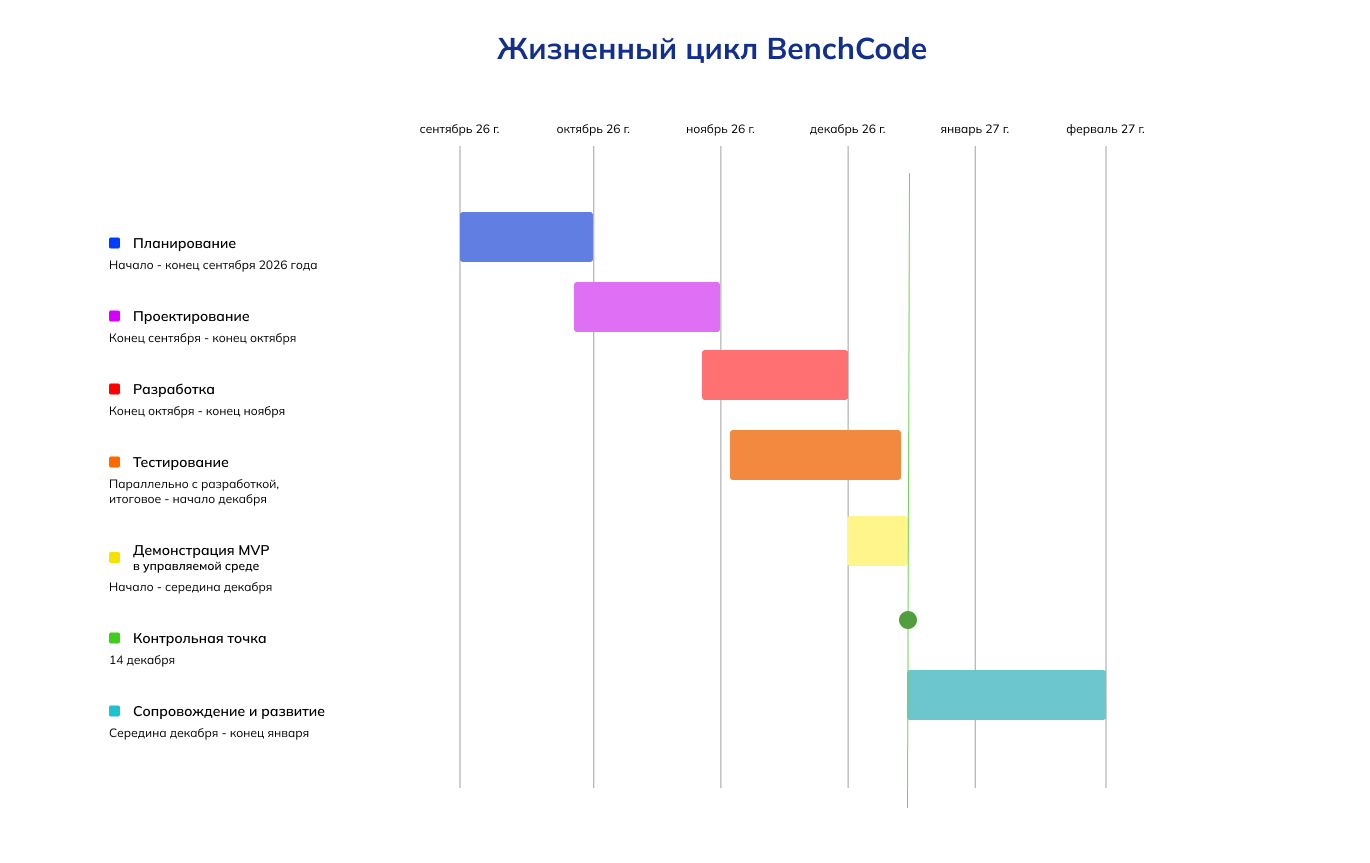 Жизненный цикл BenchCode
сентябрь 26 г.
октябрь 26 г.
ноябрь 26 г.
декабрь 26 г.
январь 27 г.
ферваль 27 г.
Планирование
Начало - конец сентября 2026 года
Проектирование
Конец сентября - конец октября
Разработка
Конец октября - конец ноября
Тестирование
Параллельно с разработкой,
итоговое - начало декабря
Демонстрация MVP
в управляемой среде
Начало - середина декабря
Контрольная точка
14 декабря
Сопровождение и развитие
Середина декабря - конец января